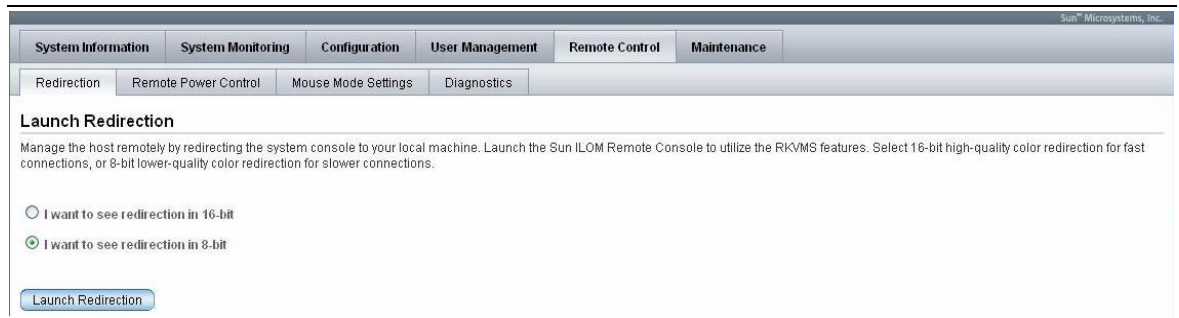 Sun™ Microsystems, Inc.
System Information System Monitoring Configuration User Management Remote Control Maintenance
Redirection Remote Power Control Mouse Mode Settings Diagnostics
Launch Redirection
Manage the host remotely by redirecting the system console to your local machine. Launch the Sun ILOM Remote Console to utilize the RKVMS features. Select 16-bit high-quality color redirection for fast
connections, or 8-bit lower-quality color redirection for slower connections.
I want to see redirection in 16-bit
I want to see redirection in 8-bit
Launch Redirection